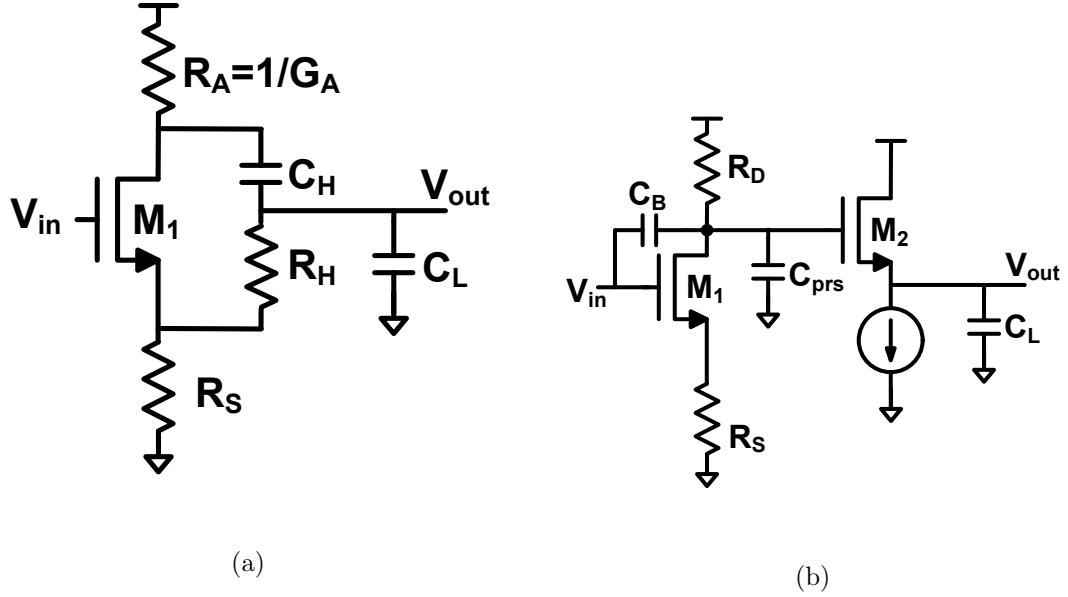 R_A=1/G_A
C_H
V_out
V_in
M_1
R_H
C_L
R_S
(a)
R_D
C_B
M_2
V_in
M_1
C_prs
V_out
C_L
R_S
(b)